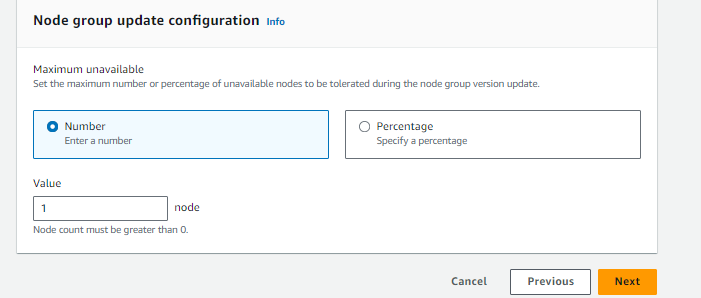 Node group update configuration Info
Maximum unavailable
Set the maximum number or percentage of unavailable nodes to be tolerated during the node group version update.
Number
Enter a number
Percentage
Specify a percentage
Value
1 node
Node count must be greater than 0.
Cancel Previous Next